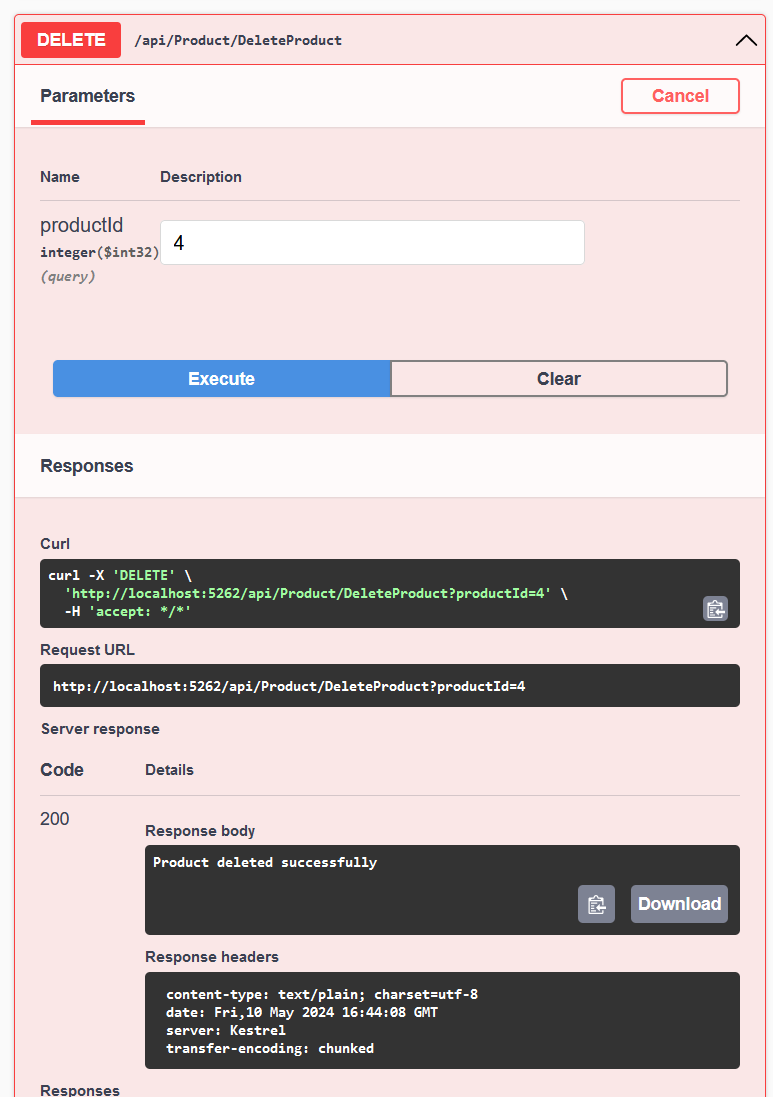 DELETE /api/Product/DeleteProduct
Parameters
Cancel
Name Description
productId
integer($int32)
(query)
4
Execute Clear
Responses
Curl
curl -X 'DELETE' \
'http://localhost:5262/api/Product/DeleteProduct?productId=4' \
-H 'accept: */*'
Request URL
http://localhost:5262/api/Product/DeleteProduct?productId=4
Server response
Code Details
200
Response body
Product deleted successfully
Download
Response headers
content-type: text/plain; charset=utf-8
date: Fri,10 May 2024 16:44:08 GMT
server: Kestrel
transfer-encoding: chunked
Responses